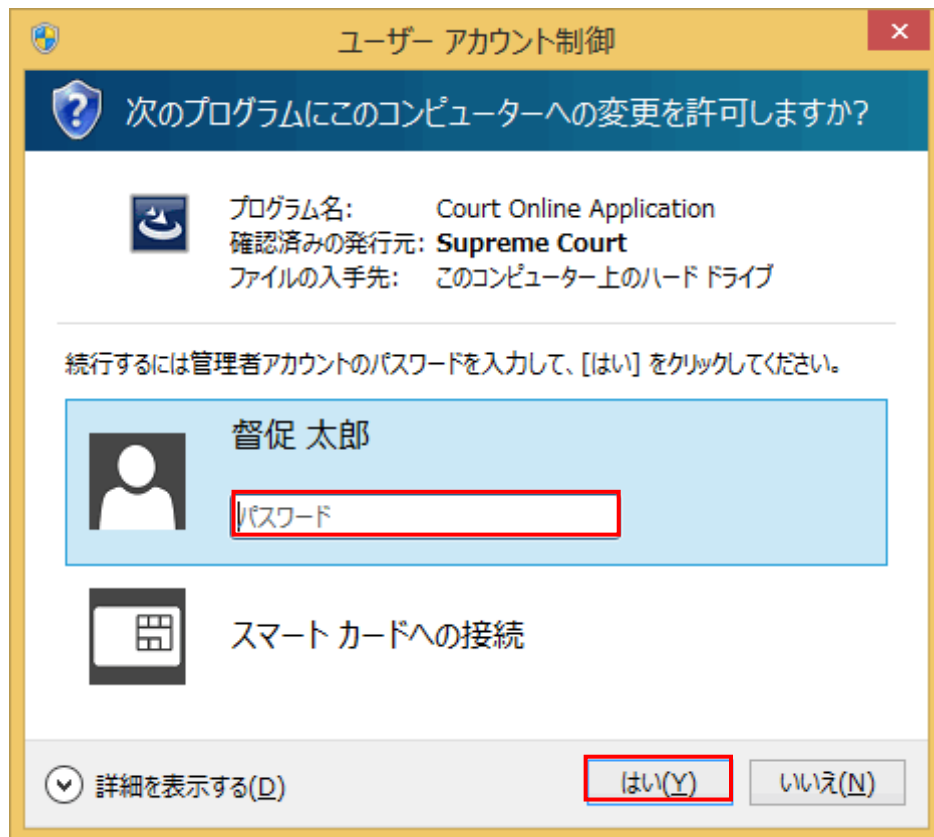 ユーザー アカウント制御
次のプログラムにこのコンピューターへの変更を許可しますか?
プログラム名: Court Online Application
確認済みの発行元: Supreme Court
ファイルの入手先: このコンピューター上のハード ドライブ
続行するには管理者アカウントのパスワードを入力して、[はい] をクリックしてください。
督促 太郎
パスワード
スマート カードへの接続
詳細を表示する(D)
はい(Y)
いいえ(N)